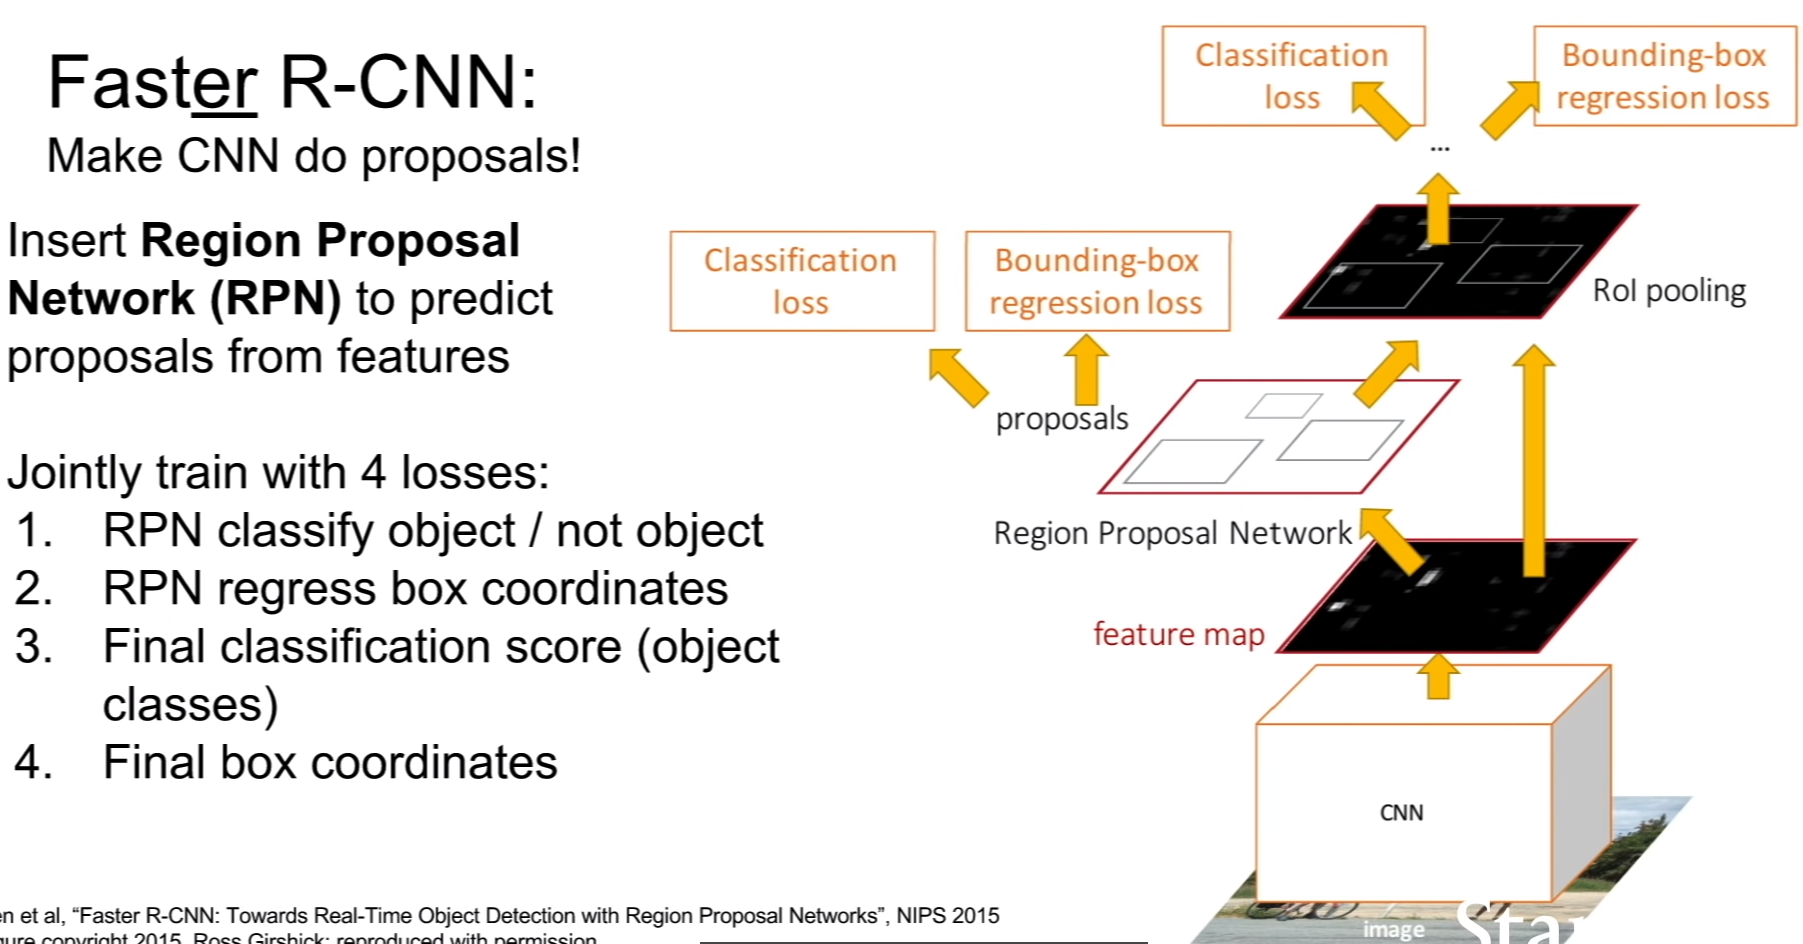 Faster R-CNN:
Make CNN do proposals!
Insert Region Proposal
Network (RPN) to predict
proposals from features
Jointly train with 4 losses:
1. RPN classify object / not object
2. RPN regress box coordinates
3. Final classification score (object
classes)
4. Final box coordinates
Classification
loss
Bounding-box
regression loss
...
Classification
loss
Bounding-box
regression loss
RoI pooling
proposals
Region Proposal Network
feature map
CNN
image
en et al, “Faster R-CNN: Towards Real-Time Object Detection with Region Proposal Networks”, NIPS 2015
gure copyright 2015, Ross Girshick; reproduced with permission